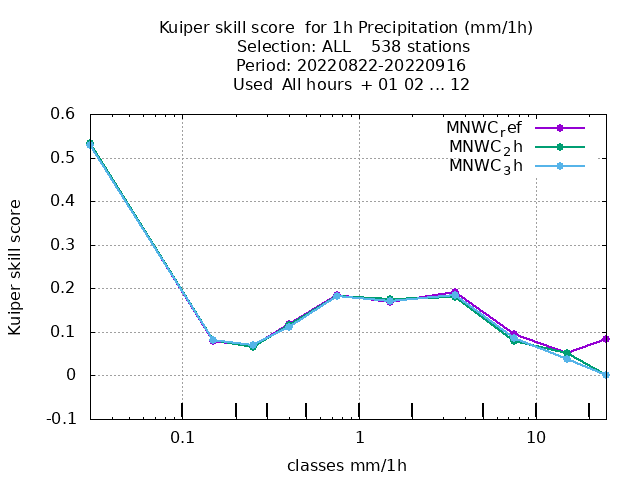 Kuiper skill score  for 1h Precipitation (mm/1h)
Selection: ALL    538 stations
Period: 20220822-20220916
Used  All hours  + 01 02 ... 12
MNWC_ref
MNWC_2h
MNWC_3h
0.6
0.5
0.4
0.3
0.2
0.1
0
-0.1
Kuiper skill score
0.1
1
10
classes mm/1h